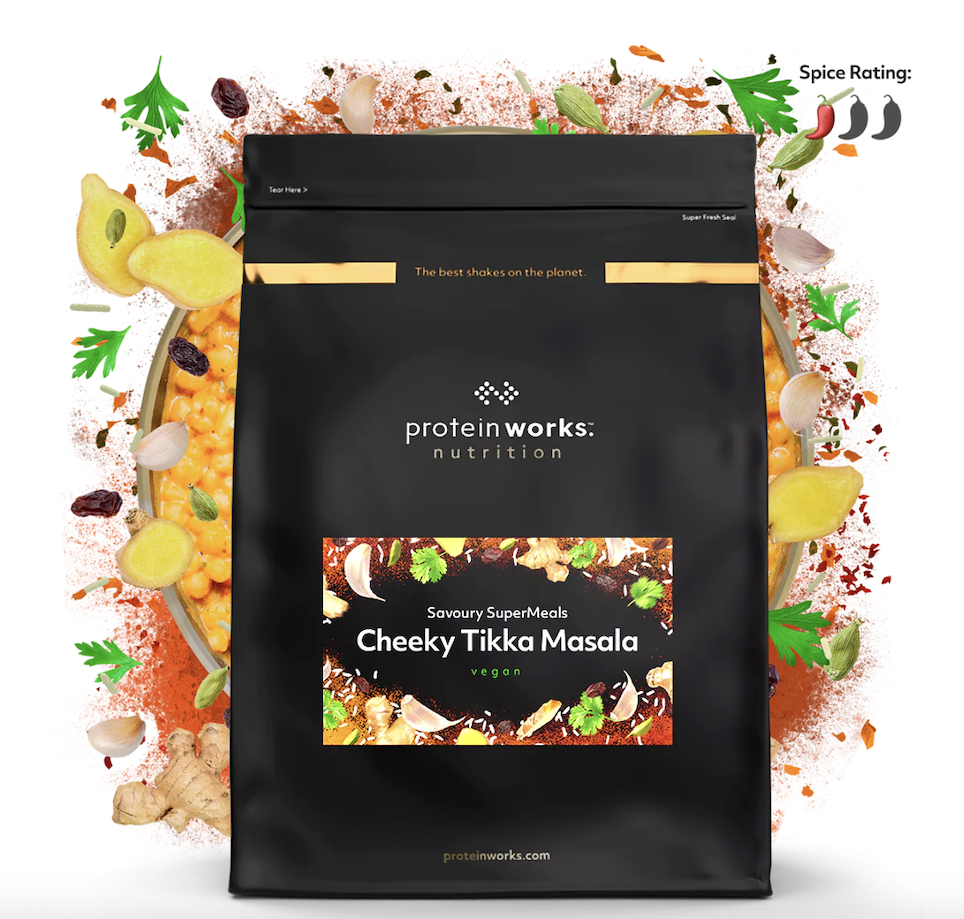 Spice Rating:
Tear Here >
Super Fresh Seal
The best shakes on the planet.
protein works.™
nutrition
Savoury SuperMeals
Cheeky Tikka Masala
vegan
proteinworks.com